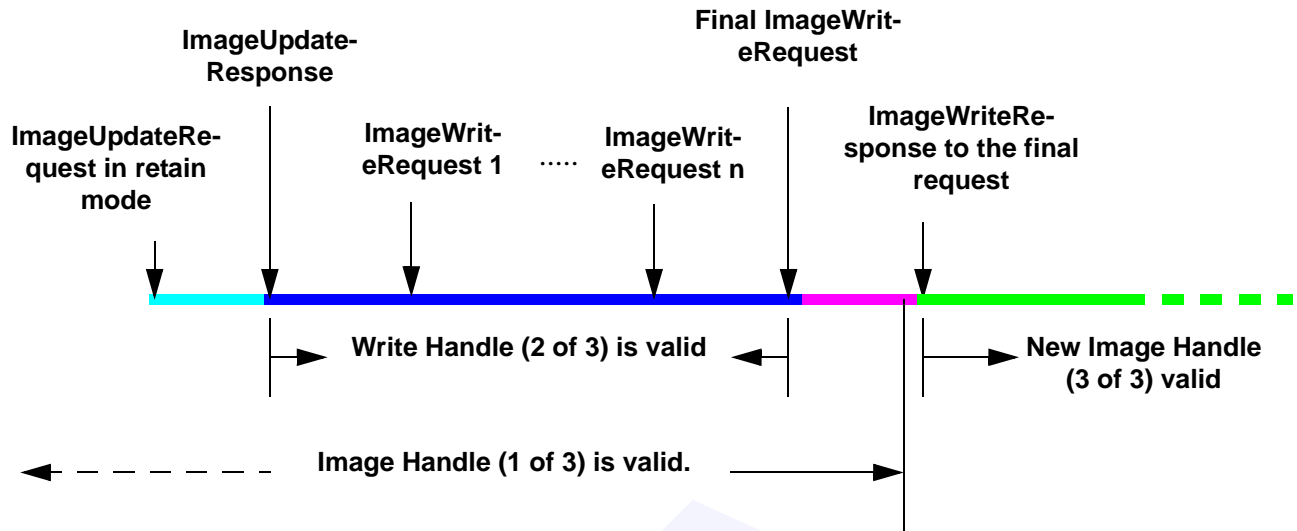 ImageUpdateRe-
quest in retain
mode
ImageUpdate-
Response
ImageWrit-
eRequest 1
.....
ImageWrit-
eRequest n
Final ImageWrit-
eRequest
ImageWriteRe-
sponse to the final
request
Write Handle (2 of 3) is valid
New Image Handle
(3 of 3) valid
Image Handle (1 of 3) is valid.